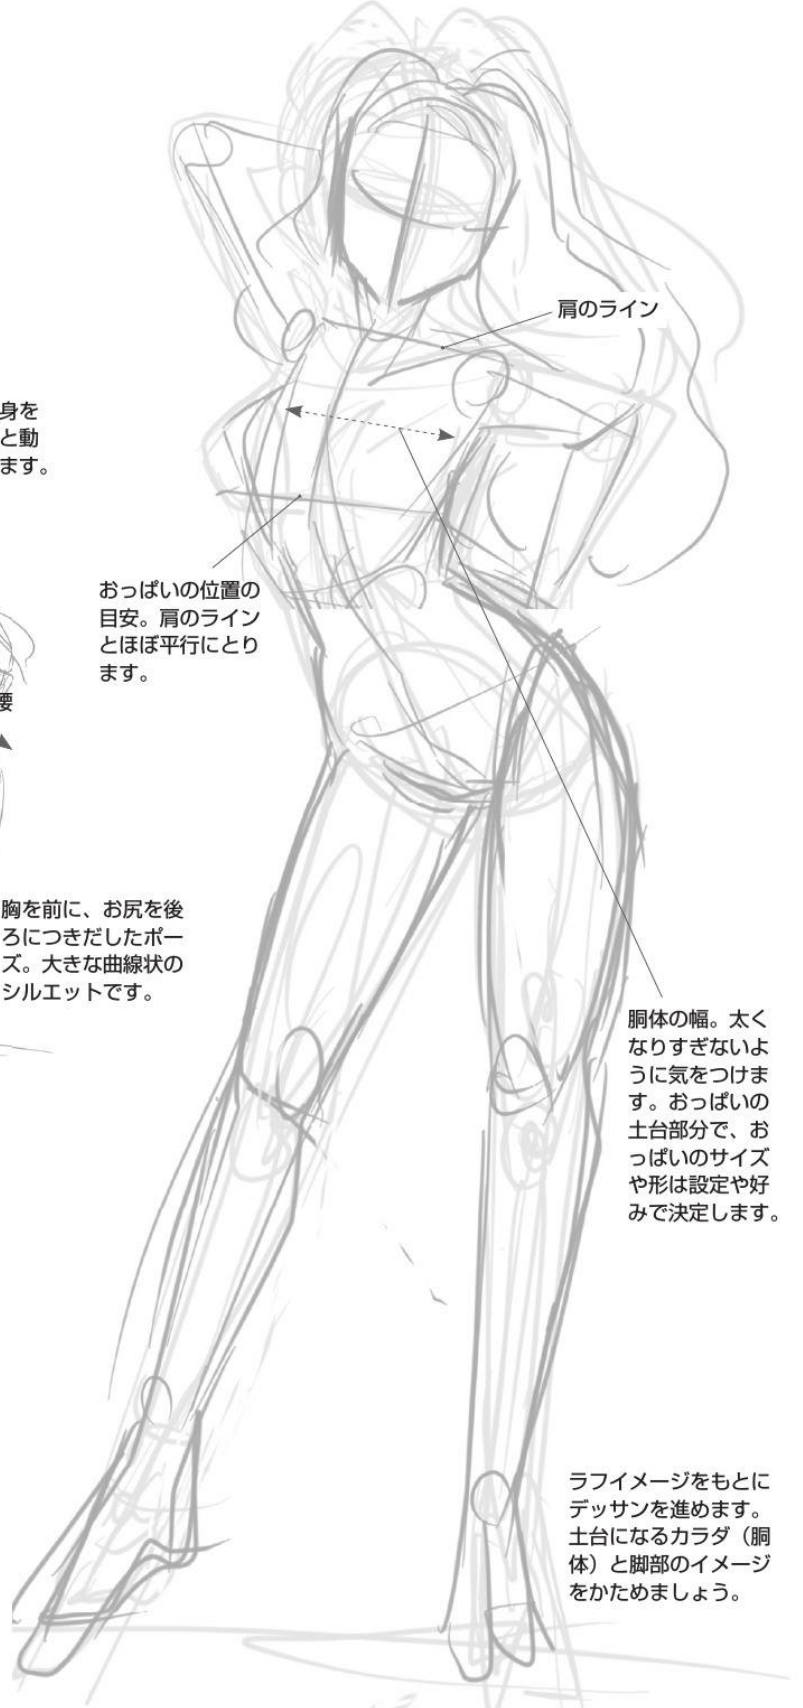 肩のライン
身を
と動
ます。
おっぱいの位置の
目安。肩のライン
とほぼ平行にとり
ます。
腰
胸を前に、お尻を後
ろにつきだしたポー
ズ。大きな曲線状の
シルエットです。
胴体の幅。太く
なりすぎないよ
うに気をつけま
す。おっぱいの
土台部分で、お
っぱいのサイズ
や形は設定や好
みで決定します。
ラフイメージをもとに
デッサンを進めます。
土台になるカラダ（胴
体）と脚部のイメージ
をかためましょう。